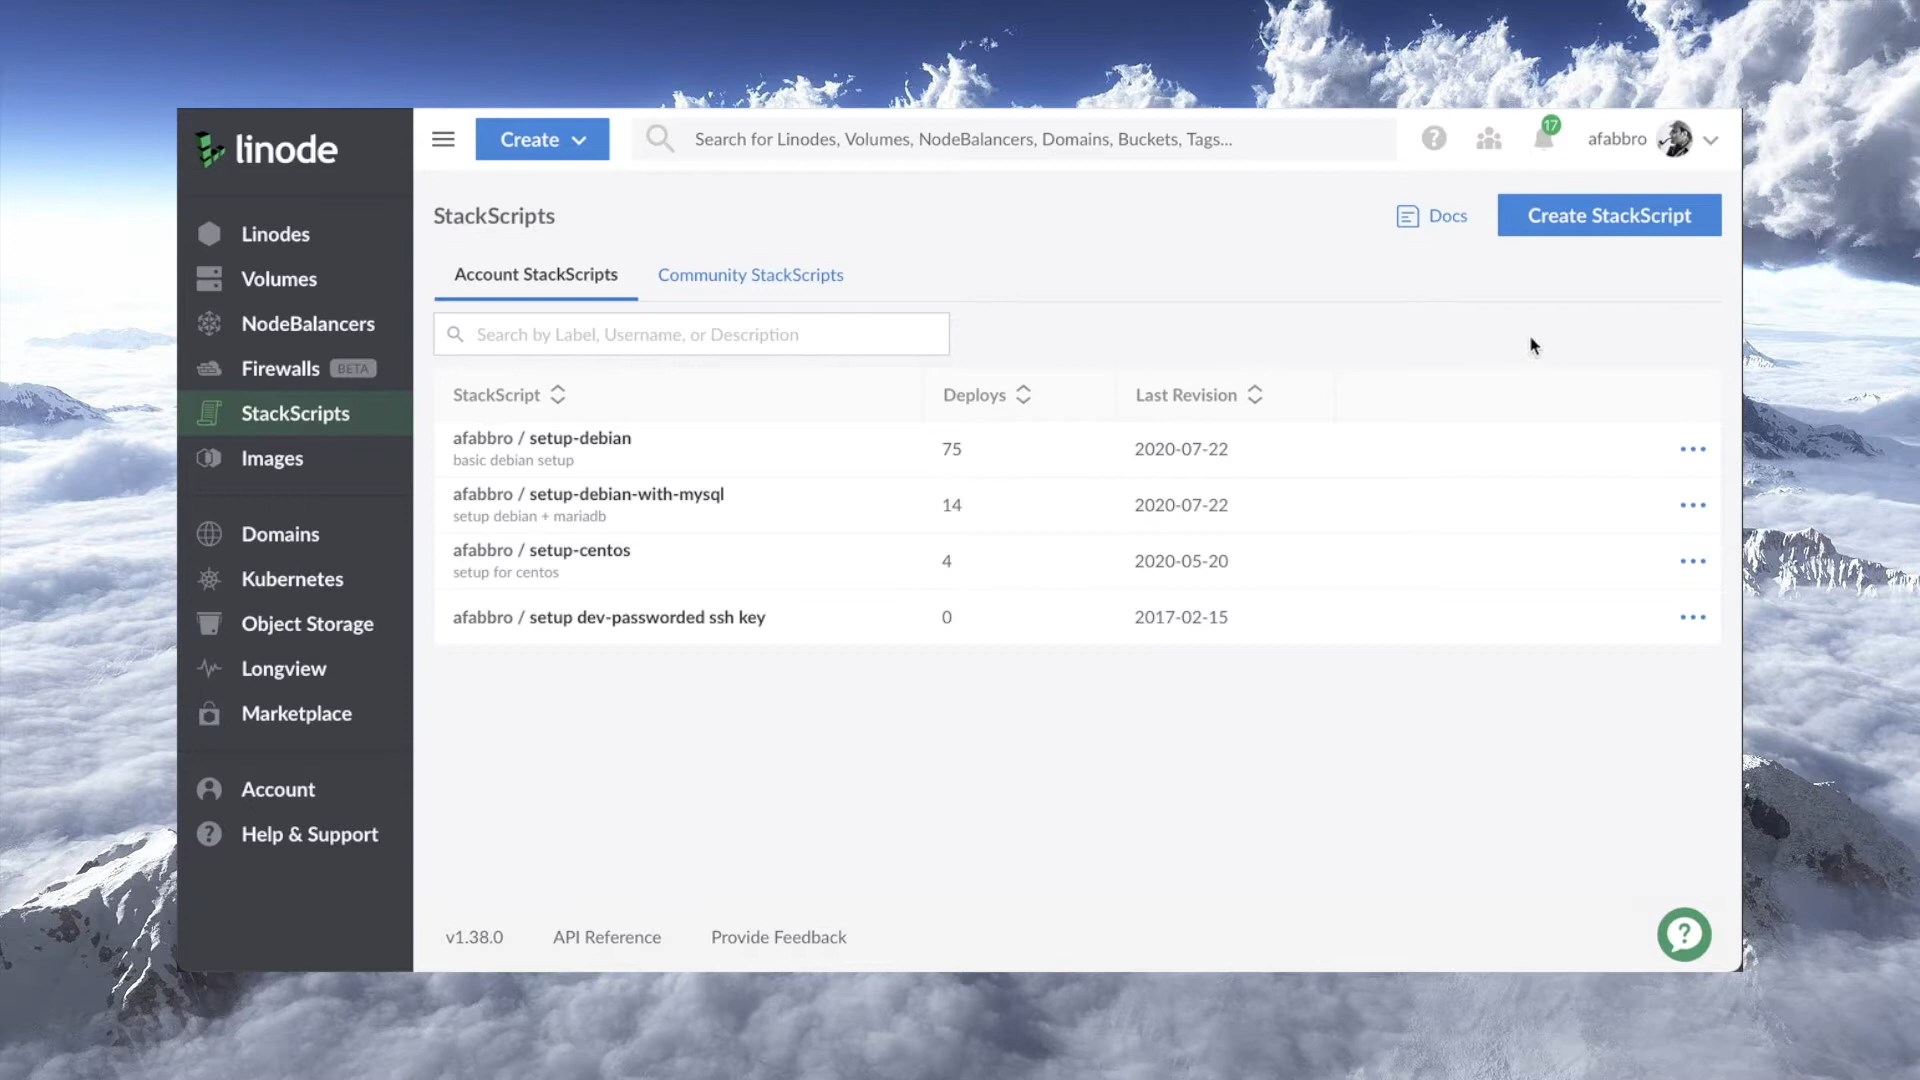 linode
Create
Search for Linodes, Volumes, NodeBalancers, Domains, Buckets, Tags...
17
afabbro
Linodes
Volumes
NodeBalancers
Firewalls BETA
StackScripts
Images
Domains
Kubernetes
Object Storage
Longview
Marketplace
Account
Help & Support
StackScripts
Docs
Create StackScript
Account StackScripts
Community StackScripts
Search by Label, Username, or Description
StackScript Deploys Last Revision
afabbro / setup-debian 75 2020-07-22
basic debian setup
afabbro / setup-debian-with-mysql 14 2020-07-22
setup debian + mariadb
afabbro / setup-centos 4 2020-05-20
setup for centos
afabbro / setup dev-passworded ssh key 0 2017-02-15
v1.38.0 API Reference Provide Feedback